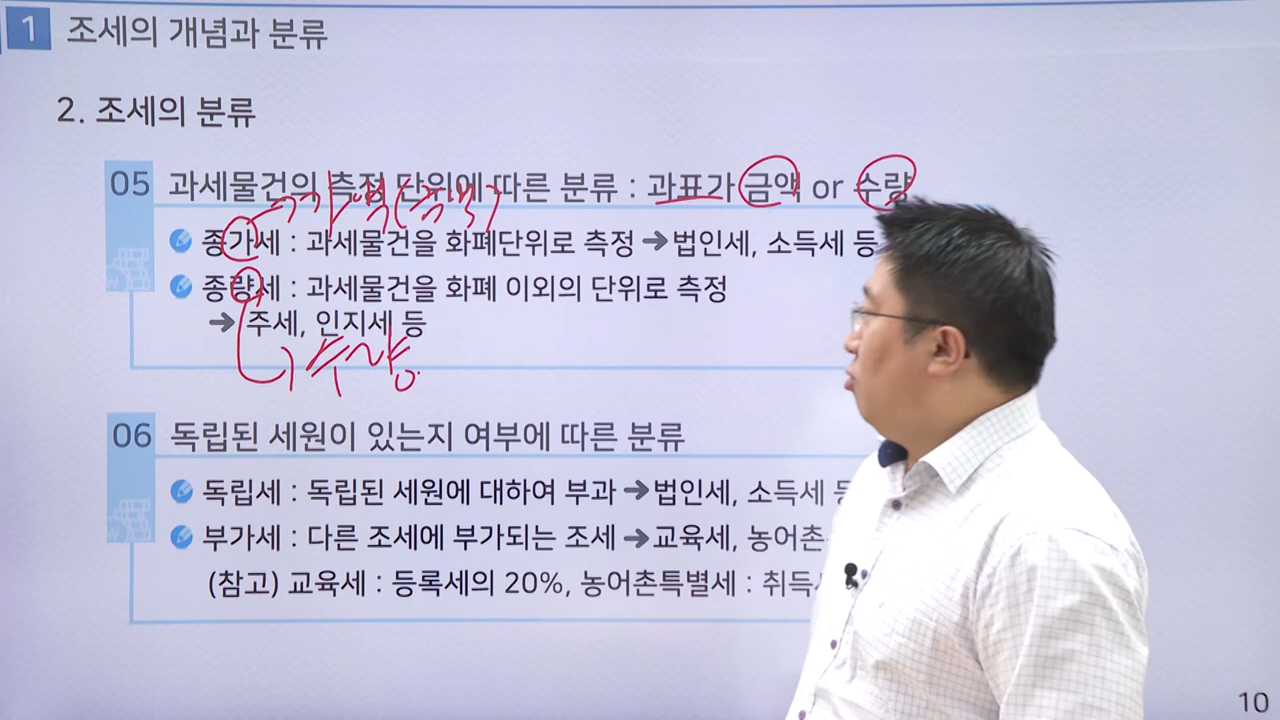 1 조세의 개념과 분류
2. 조세의 분류
05 과세물건의 측정 단위에 따른 분류 : 과표가 금액 or 수량
가액(금액)
종가세 : 과세물건을 화폐단위로 측정 → 법인세, 소득세 등
종량세 : 과세물건을 화폐 이외의 단위로 측정
→ 주세, 인지세 등
수량
06 독립된 세원이 있는지 여부에 따른 분류
독립세 : 독립된 세원에 대하여 부과 → 법인세, 소득세
부가세 : 다른 조세에 부가되는 조세 → 교육세, 농어촌
(참고) 교육세 : 등록세의 20%, 농어촌특별세 : 취득
10